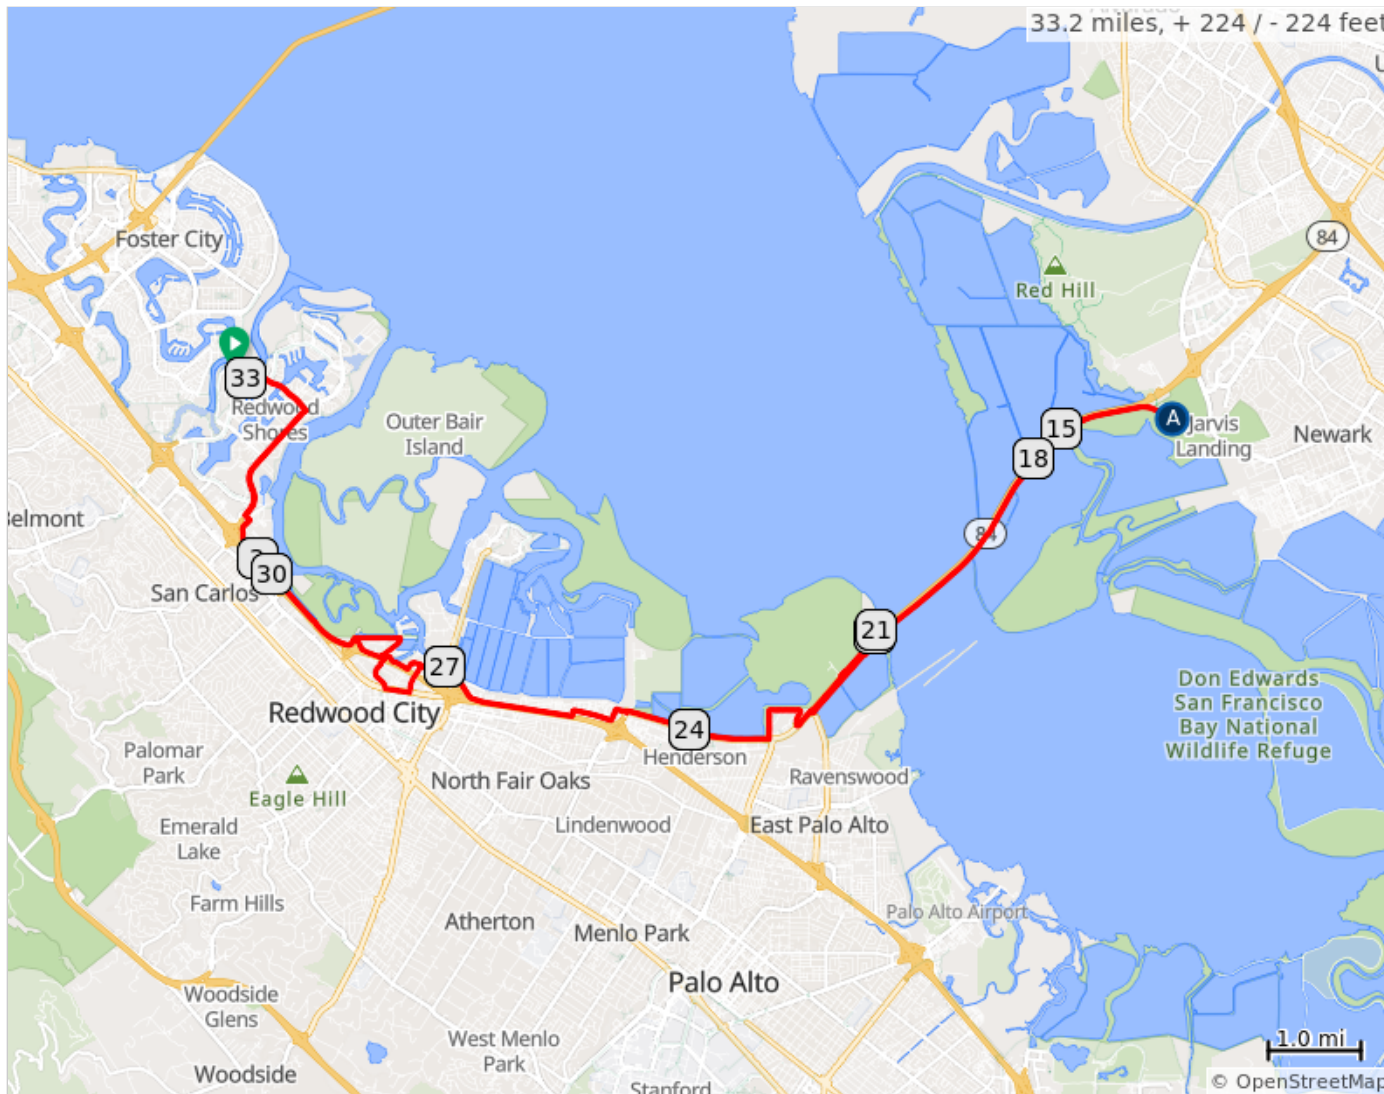 33.2 miles, + 224 / - 224 feet
Foster City
84
Red Hill
33
Redwood
Shores
Outer Bair
Island
15
A
Jarvis
Landing
Newark
18
Belmont
84
30
San Carlos
21
27
Redwood City
24
Henderson
Don Edwards
San Francisco
Bay National
Wildlife Refuge
Palomar
Park
North Fair Oaks
Ravenswood
Eagle Hill
Emerald
Lake
Lindenwood
East Palo Alto
Farm Hills
Atherton
Menlo Park
Palo Alto Airport
Palo Alto
Woodside
Glens
West Menlo
Park
1.0 mi
Woodside
Stanford
© OpenStreetMap